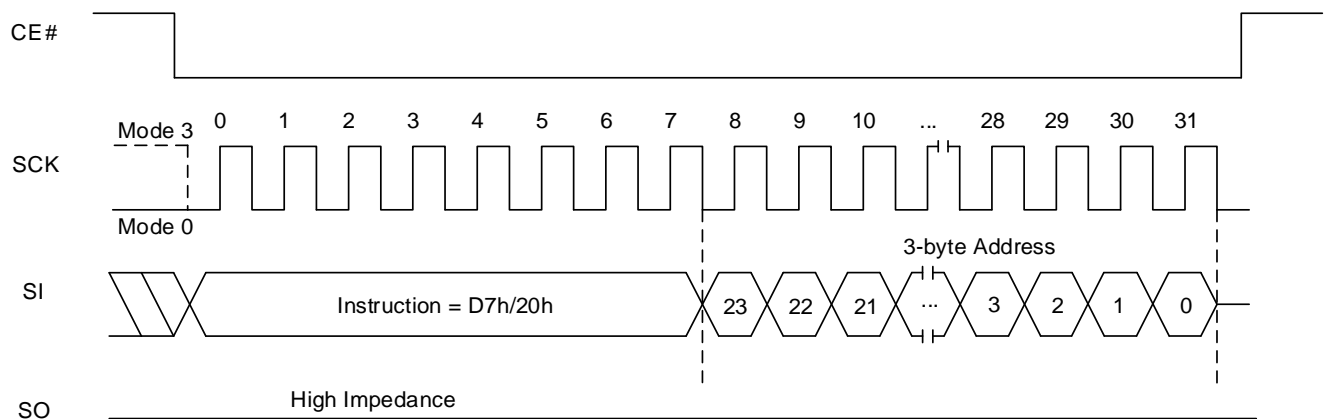 CE#
0 1 2 3 4 5 6 7 8 9 10 ... 28 29 30 31
Mode 3
SCK
Mode 0
3-byte Address
SI
Instruction = D7h/20h 23 22 21 ... 3 2 1 0
High Impedance
SO